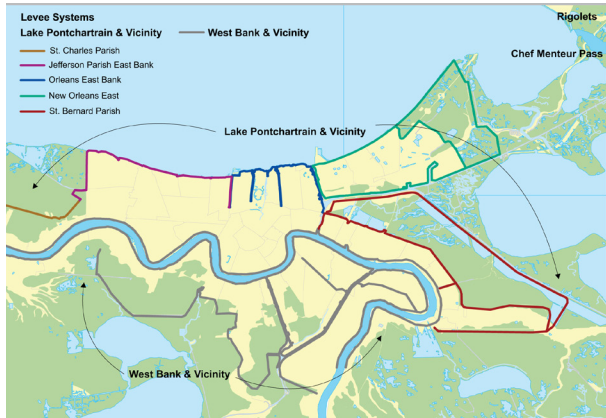 Levee Systems
Lake Pontchartrain & Vicinity
West Bank & Vicinity
St. Charles Parish
Jefferson Parish East Bank
Orleans East Bank
New Orleans East
St. Bernard Parish
Rigolets
Chef Menteur Pass
Lake Pontchartrain & Vicinity
West Bank & Vicinity